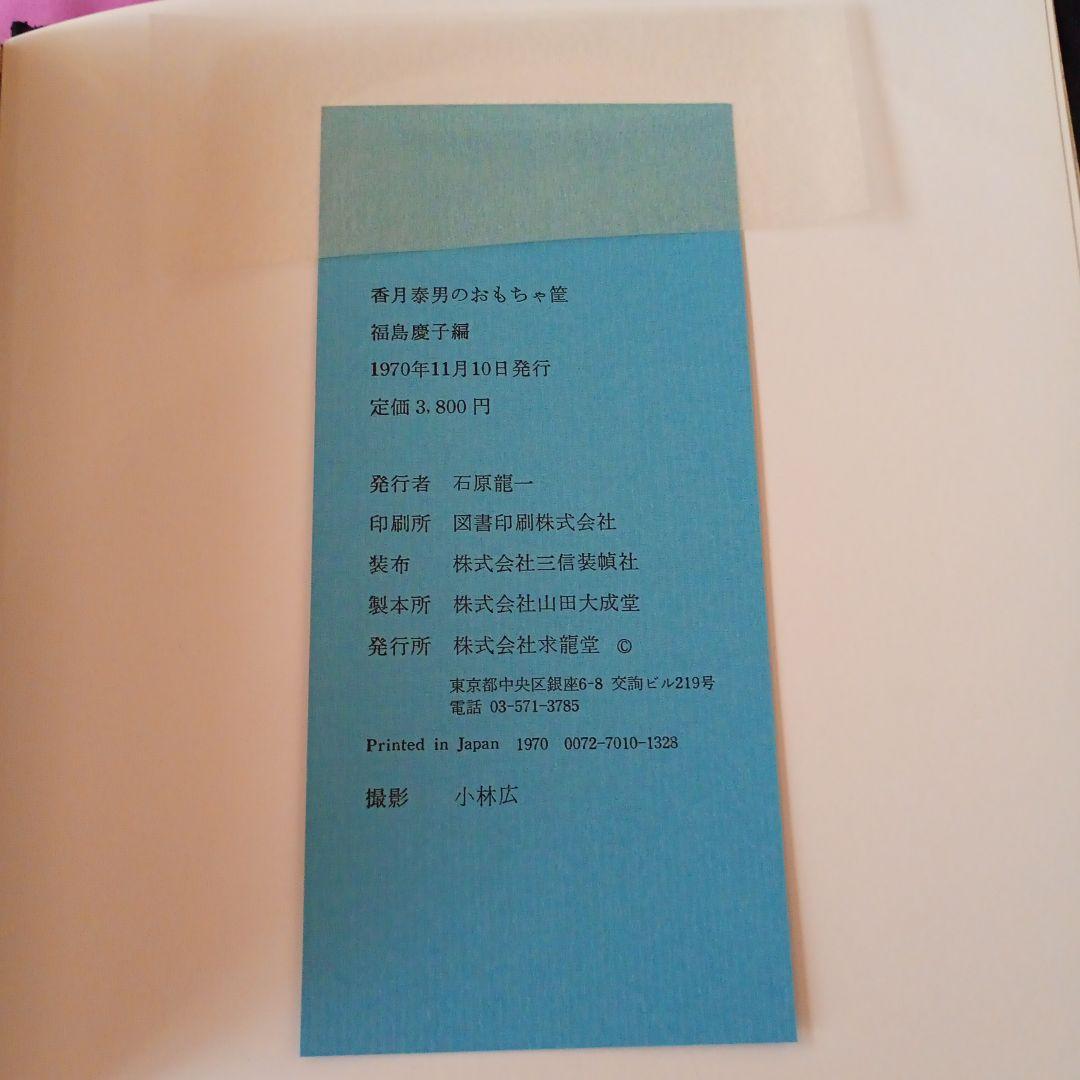 香月泰男のおもちゃ筐
福島慶子編
1970年11月10日発行
定価 3,800 円
発行者 石原龍一
印刷所 図書印刷株式会社
装布 株式会社三信装幀社
製本所 株式会社山田大成堂
発行所 株式会社求龍堂 ©
東京都中央区銀座6-8 交詢ビル219号
電話 03-571-3785
Printed in Japan 1970 0072-7010-1328
撮影 小林広